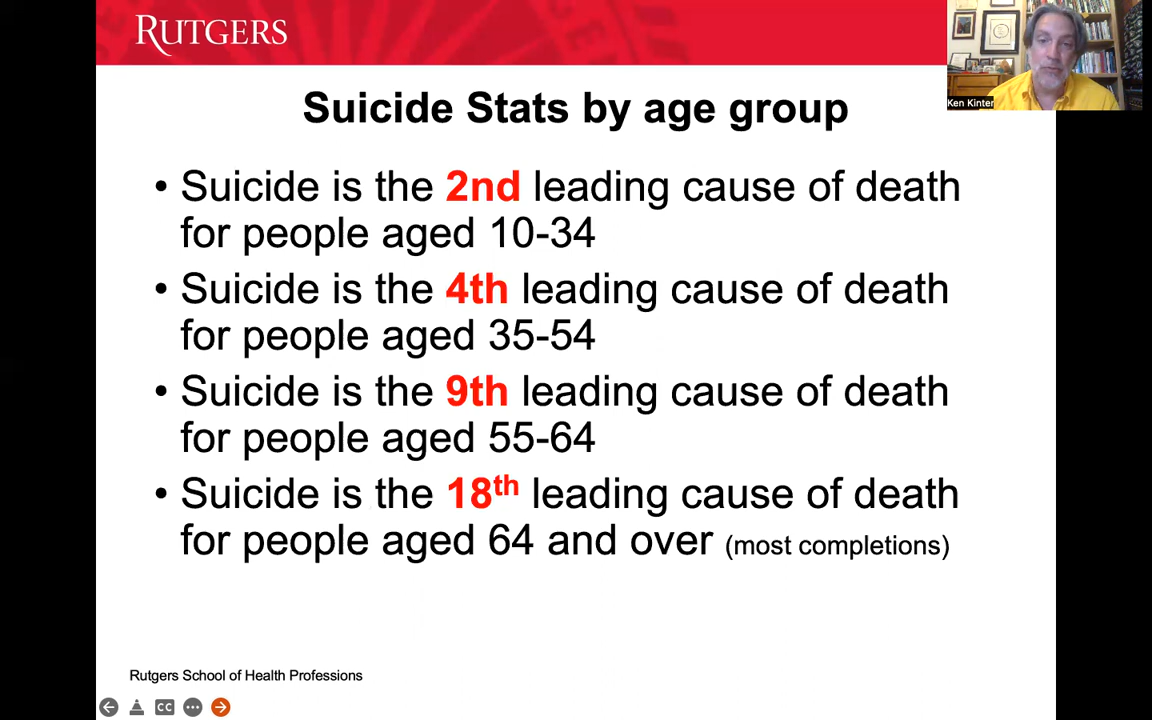 RUTGERS
Ken Kinter
Suicide Stats by age group
• Suicide is the 2nd leading cause of death
for people aged 10-34
• Suicide is the 4th leading cause of death
for people aged 35-54
• Suicide is the 9th leading cause of death
for people aged 55-64
• Suicide is the 18th leading cause of death
for people aged 64 and over (most completions)
Rutgers School of Health Professions
CC